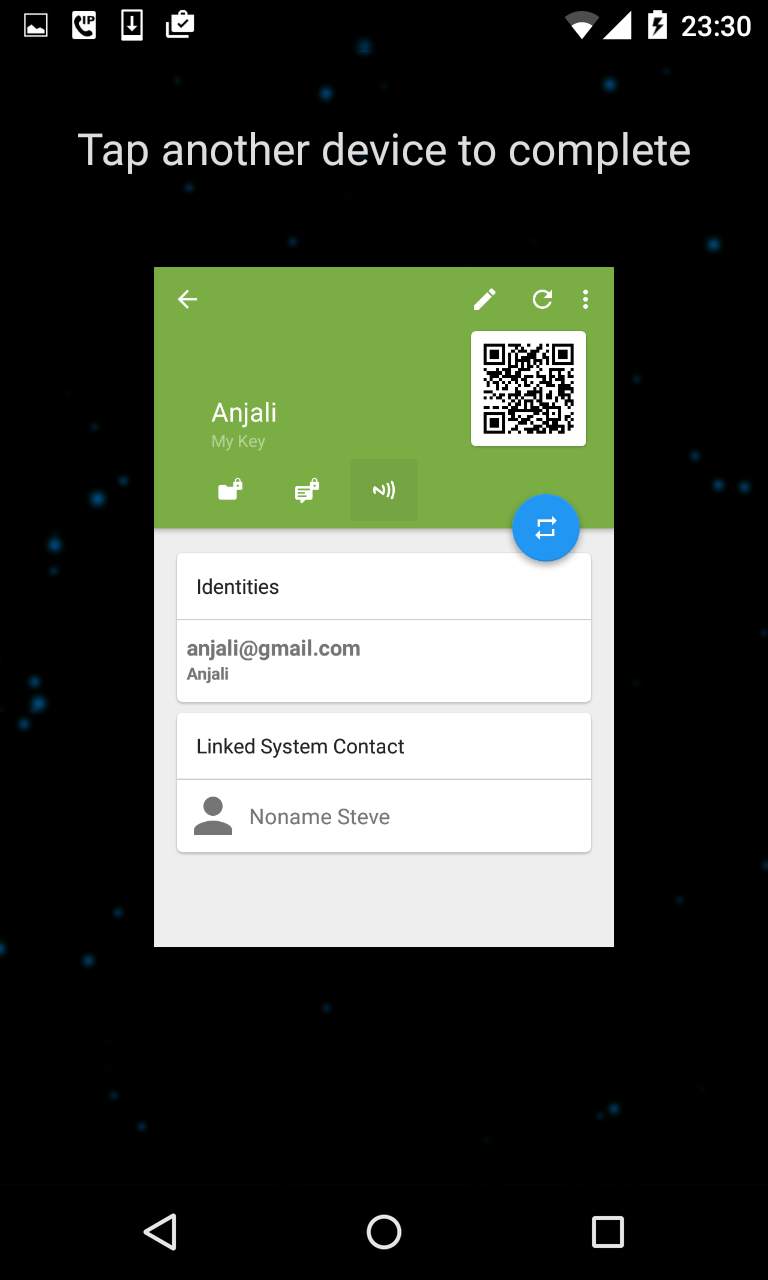 23:30
Tap another device to complete
Anjali
My Key
Identities
anjali@gmail.com
Anjali
Linked System Contact
Noname Steve